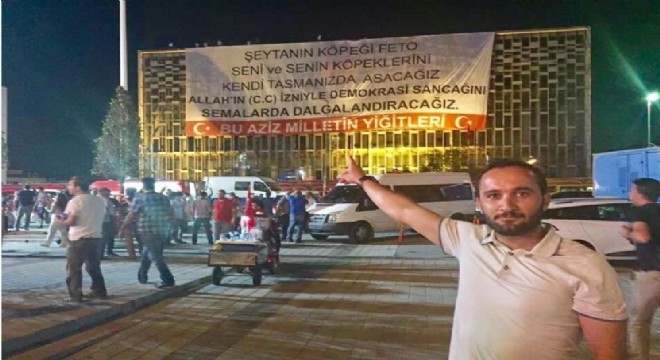 ŞEYTANIN KÖPEĞİ FETO
SENİ ve SENİN KÖPEKLERİNİ
KENDİ TASMANIZDA ASACAĞIZ
ALLAH'IN (C.C) İZNİYLE DEMOKRASİ SANCAĞINI
SEMALARDA DALGALANDIRACAĞIZ.
BU AZİZ MİLLETİN YİĞİTLERİ